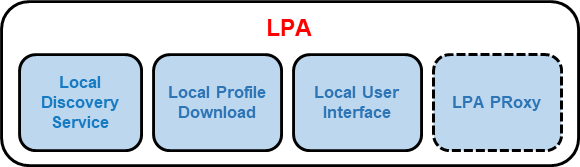 LPA
Local
Discovery
Service
Local Profile
Download
Local User
Interface
LPA PRoxy